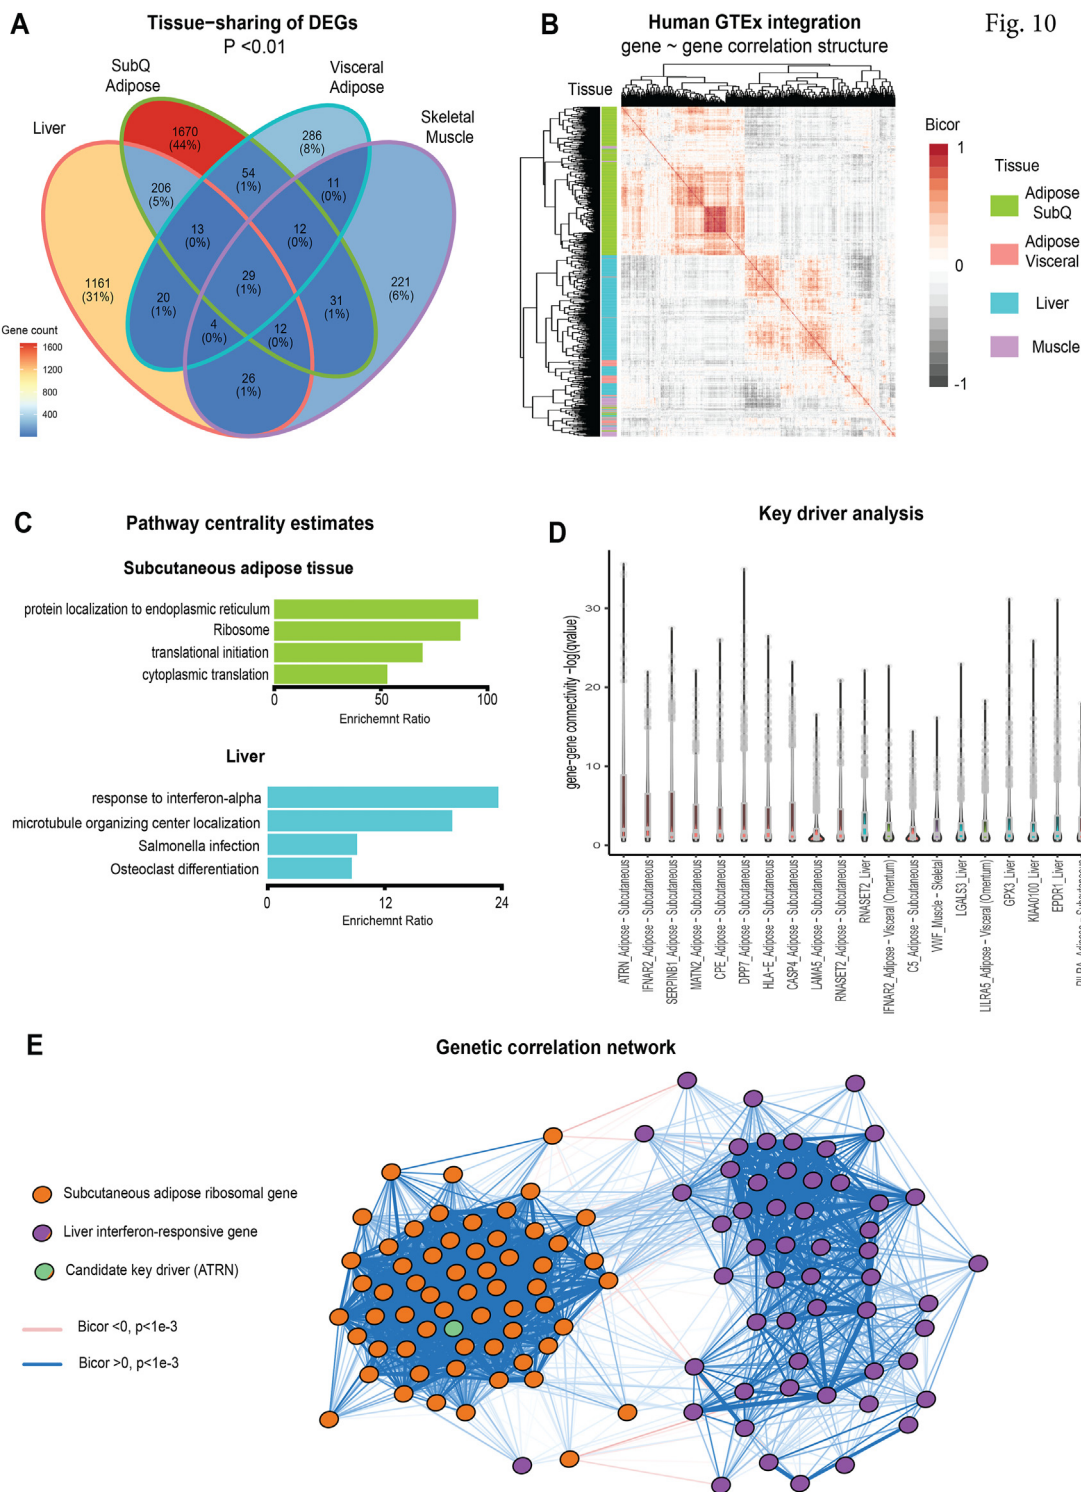 A
Tissue−sharing of DEGs
P <0.01
SubQ
Adipose
Visceral
Adipose
Liver
Skeletal
Muscle
1670
(44%)
286
(8%)
54
(1%)
11
(0%)
206
(5%)
13
(0%)
12
(0%)
1161
(31%)
29
(1%)
221
(6%)
20
(1%)
31
(1%)
4
(0%)
12
(0%)
26
(1%)
Gene count
1600
1200
800
400
B
Human GTEx integration
gene ~ gene correlation structure
Fig. 10
Tissue
Bicor
1
0
-1
Tissue
Adipose
SubQ
Adipose
Visceral
Liver
Muscle
C
Pathway centrality estimates
Subcutaneous adipose tissue
protein localization to endoplasmic reticulum
Ribosome
translational initiation
cytoplasmic translation
0 50 100
Enrichemnt Ratio
Liver
response to interferon-alpha
microtubule organizing center localization
Salmonella infection
Osteoclast differentiation
0 12 24
Enrichemnt Ratio
D
Key driver analysis
gene−gene connectivity −log(qvalue)
30
20
10
0
ATRN_Adipose − Subcutaneous
IFNAR2_Adipose − Subcutaneous
SERPINB1_Adipose − Subcutaneous
MATN2_Adipose − Subcutaneous
CPE_Adipose − Subcutaneous
DPP7_Adipose − Subcutaneous
HLA−E_Adipose − Subcutaneous
CASP4_Adipose − Subcutaneous
LAMA5_Adipose − Subcutaneous
RNASET2_Adipose − Subcutaneous
RNASET2_Liver
IFNAR2_Adipose − Visceral (Omentum)
C5_Adipose − Subcutaneous
VWF_Muscle − Skeletal
LGALS3_Liver
LILRA5_Adipose − Visceral (Omentum)
GPX3_Liver
KIAA0100_Liver
EPDR1_Liver
E
Genetic correlation network
Subcutaneous adipose ribosomal gene
Liver interferon-responsive gene
Candidate key driver (ATRN)
Bicor <0, p<1e-3
Bicor >0, p<1e-3